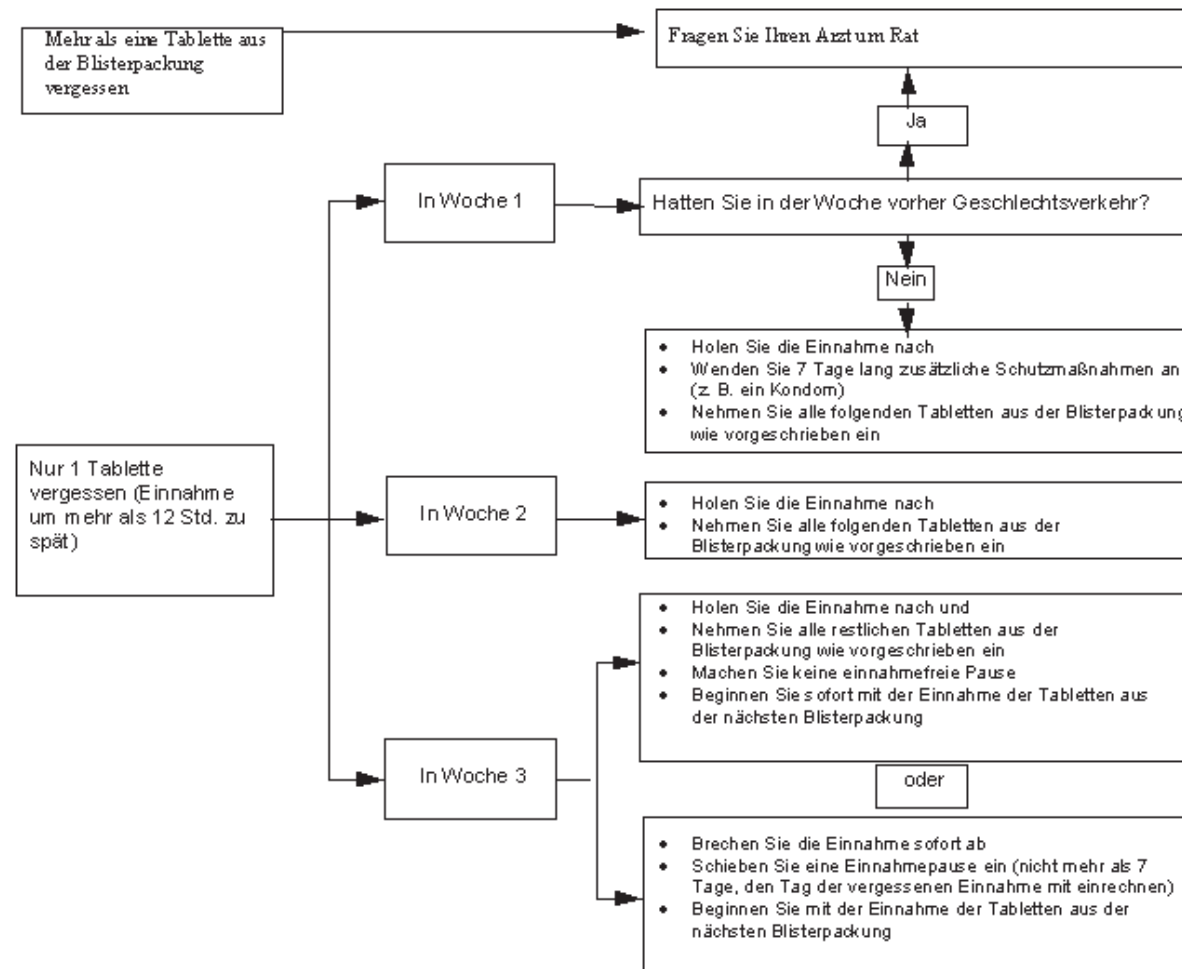 Mehr als eine Tablette aus
der Blisterpackung
vergessen
Fragen Sie Ihren Arzt um Rat
Ja
In Woche 1
Hatten Sie in der Woche vorher Geschlechtsverkehr?
Nein
• Holen Sie die Einnahme nach
• Wenden Sie 7 Tage lang zusätzliche Schutzmaßnahmen an
(z. B. ein Kondom)
• Nehmen Sie alle folgenden Tabletten aus der Blisterpackung
wie vorgeschrieben ein
Nur 1 Tablette
vergessen (Einnahme
um mehr als 12 Std. zu
spät)
In Woche 2
• Holen Sie die Einnahme nach
• Nehmen Sie alle folgenden Tabletten aus der
Blisterpackung wie vorgeschrieben ein
• Holen Sie die Einnahme nach und
• Nehmen Sie alle restlichen Tabletten aus der
Blisterpackung wie vorgeschrieben ein
• Machen Sie keine einnahmefreie Pause
• Beginnen Sie sofort mit der Einnahme der Tabletten aus
der nächsten Blisterpackung
In Woche 3
oder
• Brechen Sie die Einnahme sofort ab
• Schieben Sie eine Einnahmepause ein (nicht mehr als 7
Tage, den Tag der vergessenen Einnahme mit einrechnen)
• Beginnen Sie mit der Einnahme der Tabletten aus der
nächsten Blisterpackung